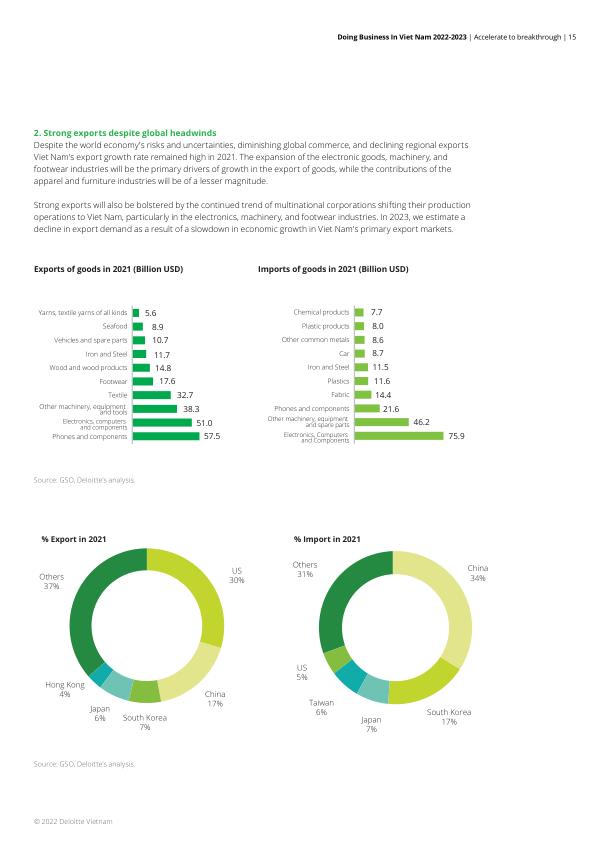 Doing Business In Viet Nam 2022-2023 | Accelerate to breakthrough | 15
2. Strong exports despite global headwinds
Despite the world economy's risks and uncertainties, diminishing global commerce, and declining regional exports
Viet Nam's export growth rate remained high in 2021. The expansion of the electronic goods, machinery, and
footwear industries will be the primary drivers of growth in the export of goods, while the contributions of the
apparel and furniture industries will be of a lesser magnitude.
Strong exports will also be bolstered by the continued trend of multinational corporations shifting their production
operations to Viet Nam, particularly in the electronics, machinery, and footwear industries. In 2023, we estimate a
decline in export demand as a result of a slowdown in economic growth in Viet Nam's primary export markets.
Exports of goods in 2021 (Billion USD)
Yarns, textile yarns of all kinds 5.6
Seafood 8.9
Vehicles and spare parts 10.7
Iron and Steel 11.7
Wood and wood products 14.8
Footwear 17.6
Textile 32.7
Other machinery, equipment
and tools 38.3
Electronics, computers
and components 51.0
Phones and components 57.5
Imports of goods in 2021 (Billion USD)
Chemical products 7.7
Plastic products 8.0
Other common metals 8.6
Car 8.7
Iron and Steel 11.5
Plastics 11.6
Fabric 14.4
Phones and components 21.6
Other machinery, equipment
and spare parts 46.2
Electronics, Computers
and Components 75.9
Source: GSO, Deloitte's analysis.
% Export in 2021
US
30%
China
17%
South Korea
7%
Japan
6%
Hong Kong
4%
Others
37%
% Import in 2021
China
34%
South Korea
17%
Japan
7%
Taiwan
6%
US
5%
Others
31%
Source: GSO, Deloitte's analysis.
© 2022 Deloitte Vietnam